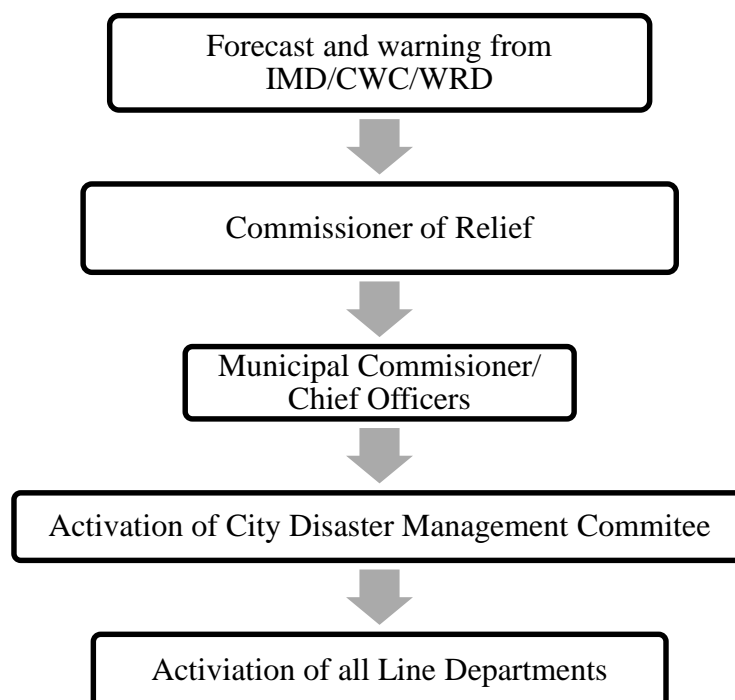 Forecast and warning from
IMD/CWC/WRD
Commissioner of Relief
Municipal Commisioner/
Chief Officers
Activation of City Disaster Management Commitee
Activiation of all Line Departments